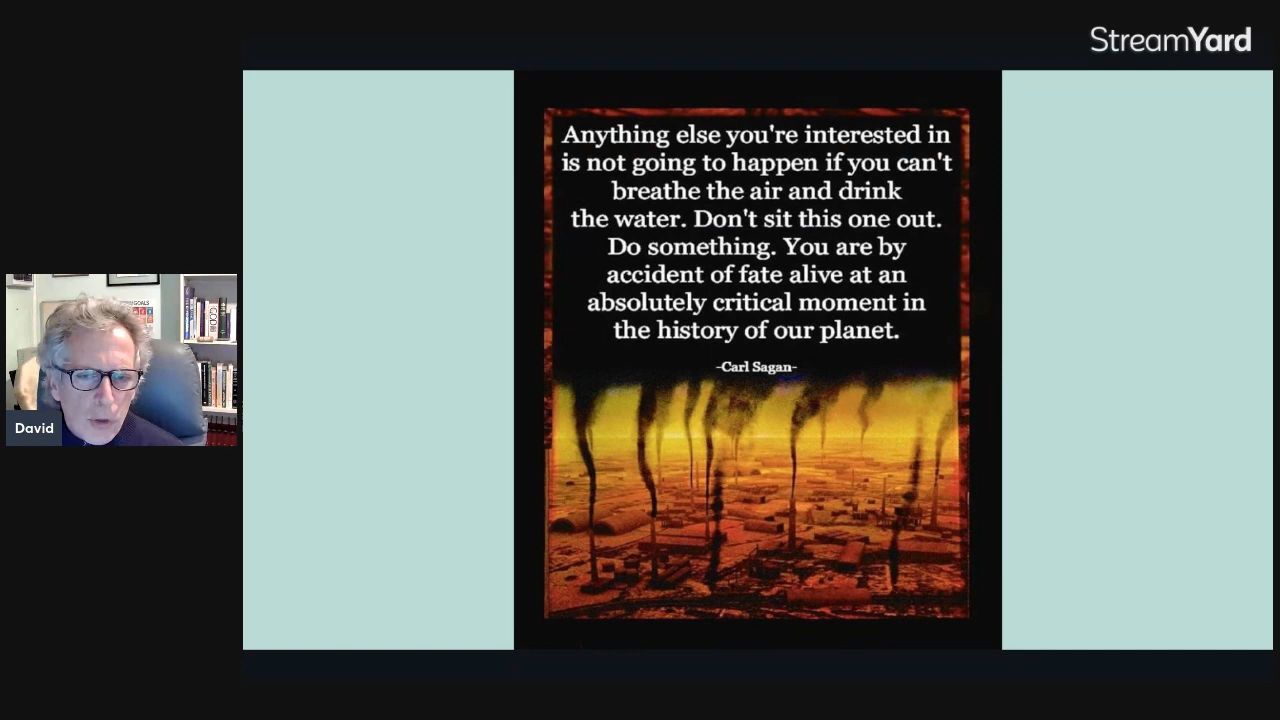 StreamYard
Anything else you're interested in
is not going to happen if you can't
breathe the air and drink
the water. Don't sit this one out.
Do something. You are by
accident of fate alive at an
absolutely critical moment in
the history of our planet.
-Carl Sagan-
GOALS
GOD
David